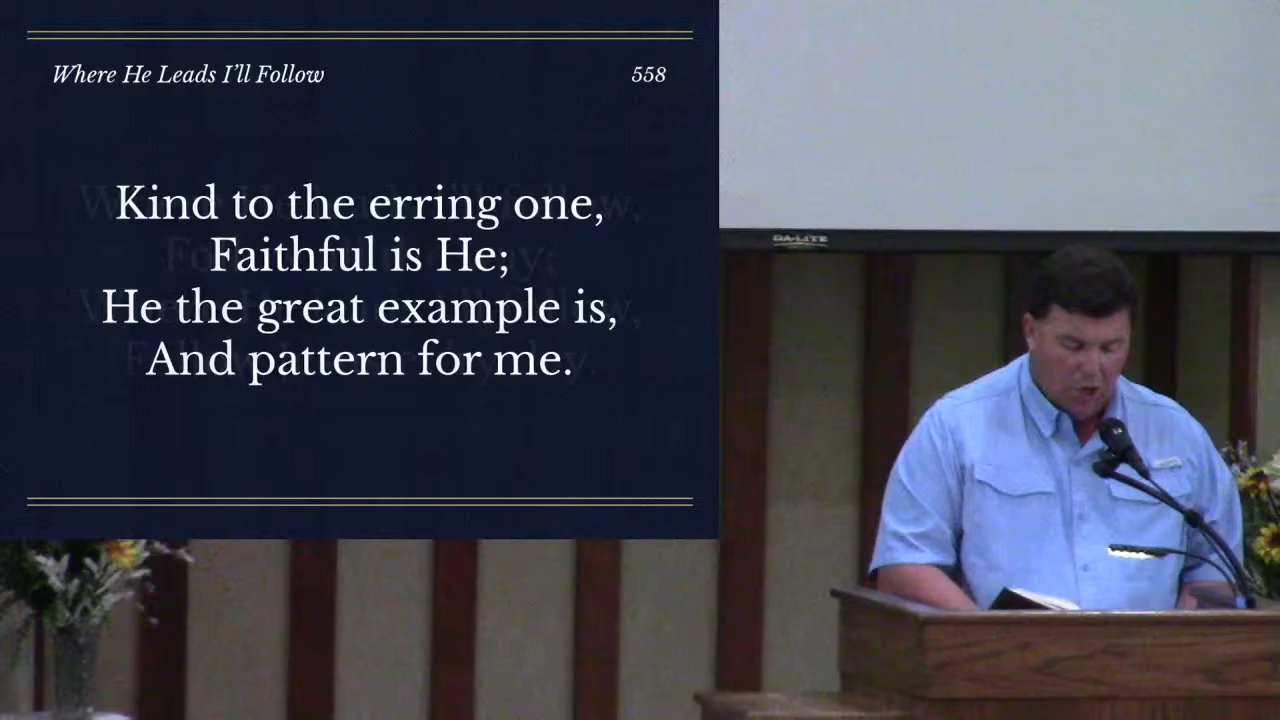 Where He Leads I'll Follow
558
Kind to the erring one,
Faithful is He;
He the great example is,
And pattern for me.
DA-LITE